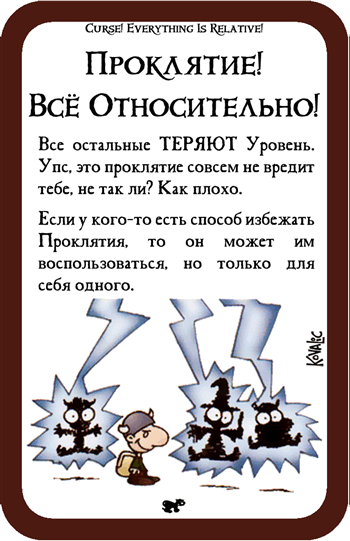 Curse! Everything Is Relative!
Проклятие!
Всё Относительно!
Все остальные ТЕРЯЮТ Уровень.
Упс, это проклятие совсем не вредит
тебе, не так ли? Как плохо.
Если у кого-то есть способ избежать
Проклятия, то он может им
воспользоваться, но только для
себя одного.
Kovalic